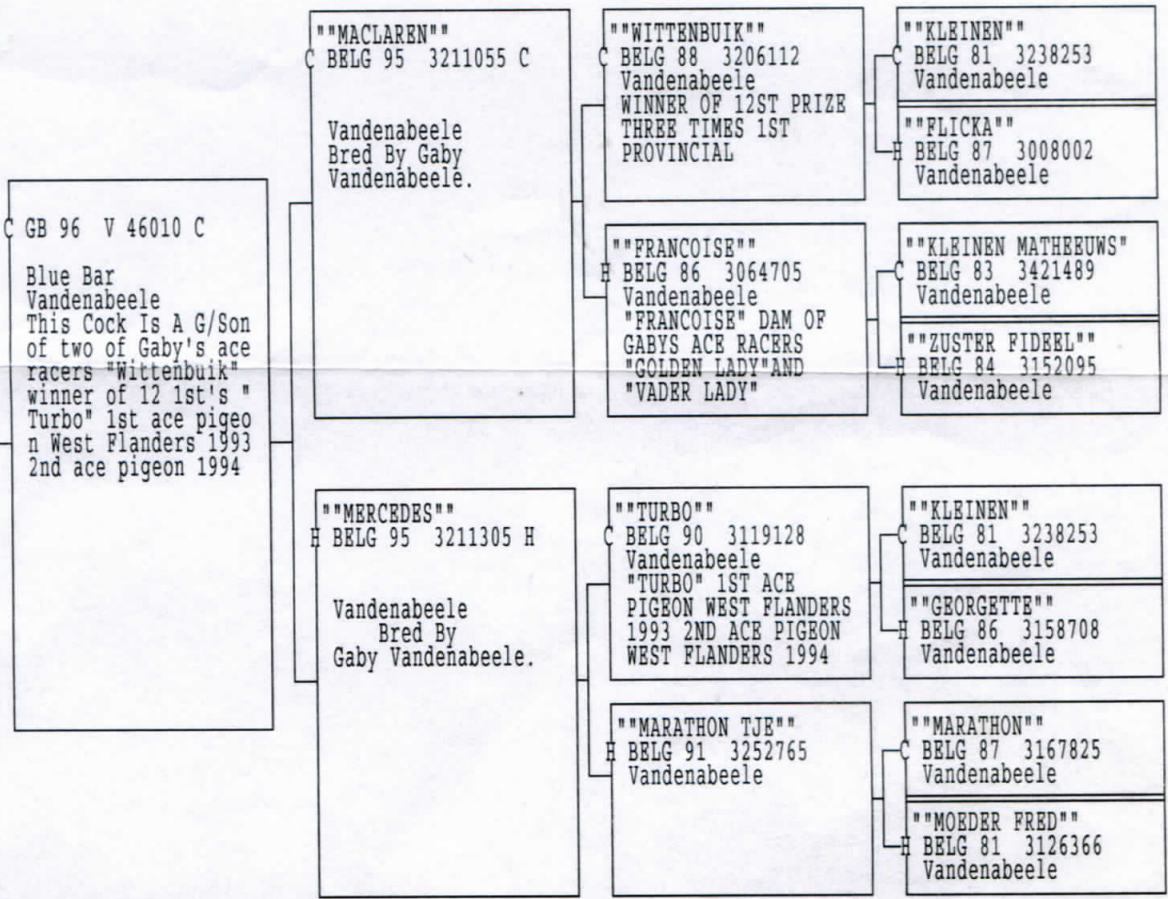 C GB 96 V 46010 C
Blue Bar
Vandenabeele
This Cock Is A G/Son
of two of Gaby's ace
racers "Wittenbuik"
winner of 12 1st's "
Turbo" 1st ace pigeo
n West Flanders 1993
2nd ace pigeon 1994
""MACLAREN""
C BELG 95 3211055 C
Vandenabeele
Bred By Gaby
Vandenabeele.
""MERCEDES""
H BELG 95 3211305 H
Vandenabeele
Bred By
Gaby Vandenabeele.
""WITTENBUIK""
C BELG 88 3206112
Vandenabeele
WINNER OF 12ST PRIZE
THREE TIMES 1ST
PROVINCIAL
""FRANCOISE""
H BELG 86 3064705
Vandenabeele
"FRANCOISE" DAM OF
GABYS ACE RACERS
"GOLDEN LADY"AND
"VADER LADY"
""TURBO""
C BELG 90 3119128
Vandenabeele
"TURBO" 1ST ACE
PIGEON WEST FLANDERS
1993 2ND ACE PIGEON
WEST FLANDERS 1994
""MARATHON TJE""
H BELG 91 3252765
Vandenabeele
""KLEINEN""
C BELG 81 3238253
Vandenabeele
""FLICKA""
H BELG 87 3008002
Vandenabeele
""KLEINEN MATHEEUWS"
C BELG 83 3421489
Vandenabeele
""ZUSTER FIDEEL""
H BELG 84 3152095
Vandenabeele
""KLEINEN""
C BELG 81 3238253
Vandenabeele
""GEORGETTE""
H BELG 86 3158708
Vandenabeele
""MARATHON""
C BELG 87 3167825
Vandenabeele
""MOEDER FRED""
H BELG 81 3126366
Vandenabeele